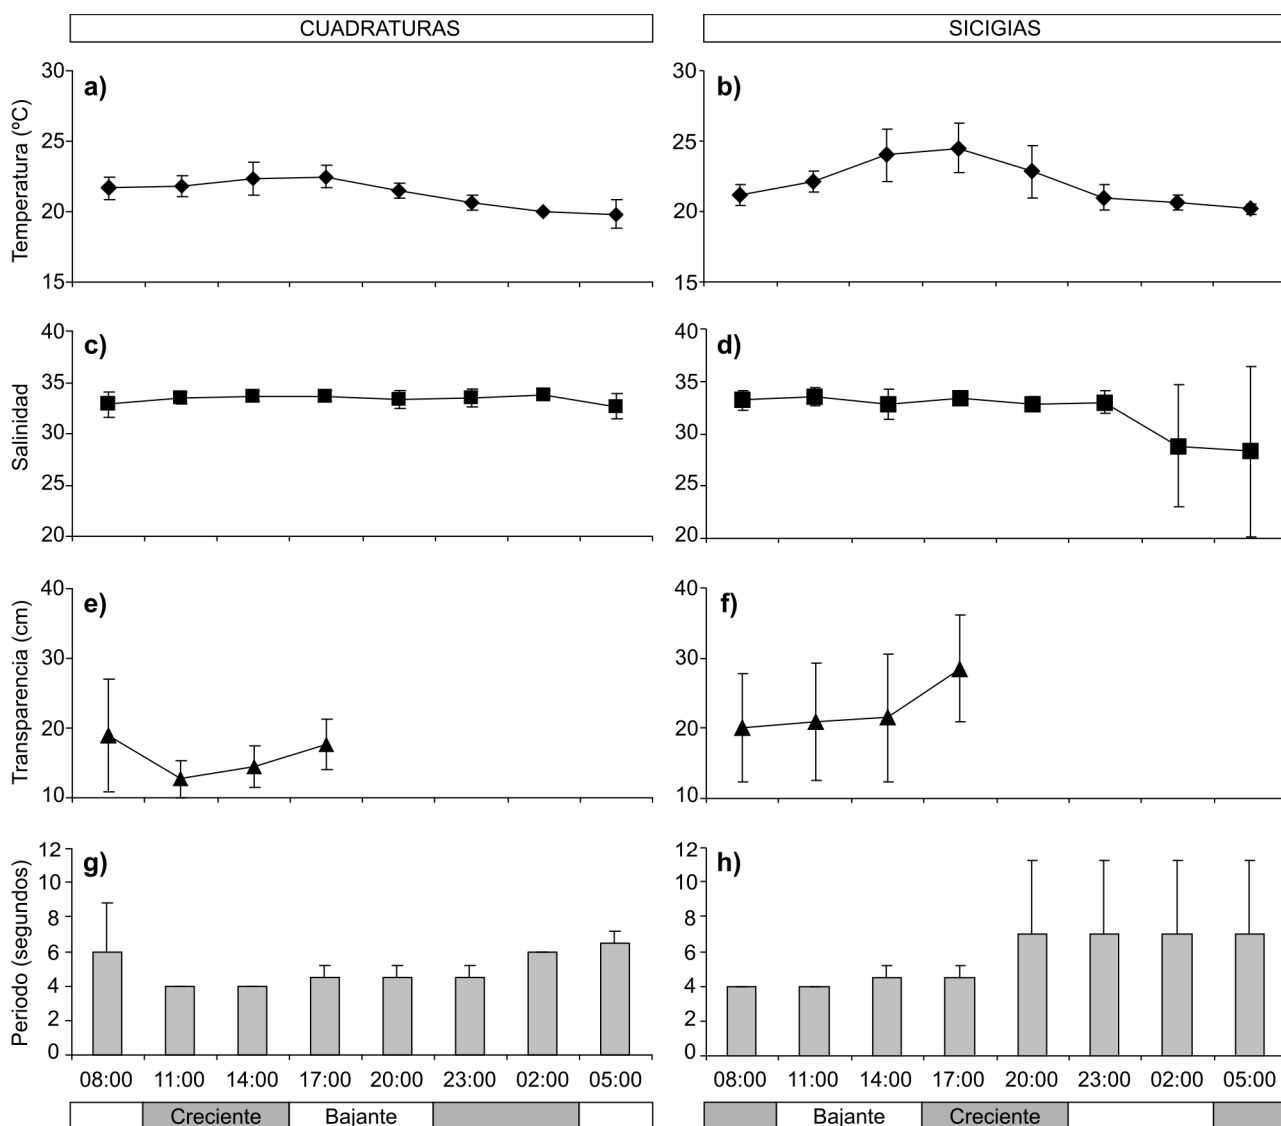 CUADRATURAS SICIGIAS
30 a) 30 b)
Temperatura (ºC)
25 25
20 20
15 15
40 c) 40 d)
Salinidad
35 35
30 30
25 25
20 20
40 e) 40 f)
Transparencia (cm)
30 30
20 20
10 10
12 g) 12 h)
Periodo (segundos)
10 10
8 8
6 6
4 4
2 2
0 0
08:00 11:00 14:00 17:00 20:00 23:00 02:00 05:00 08:00 11:00 14:00 17:00 20:00 23:00 02:00 05:00
Creciente Bajante Bajante Creciente